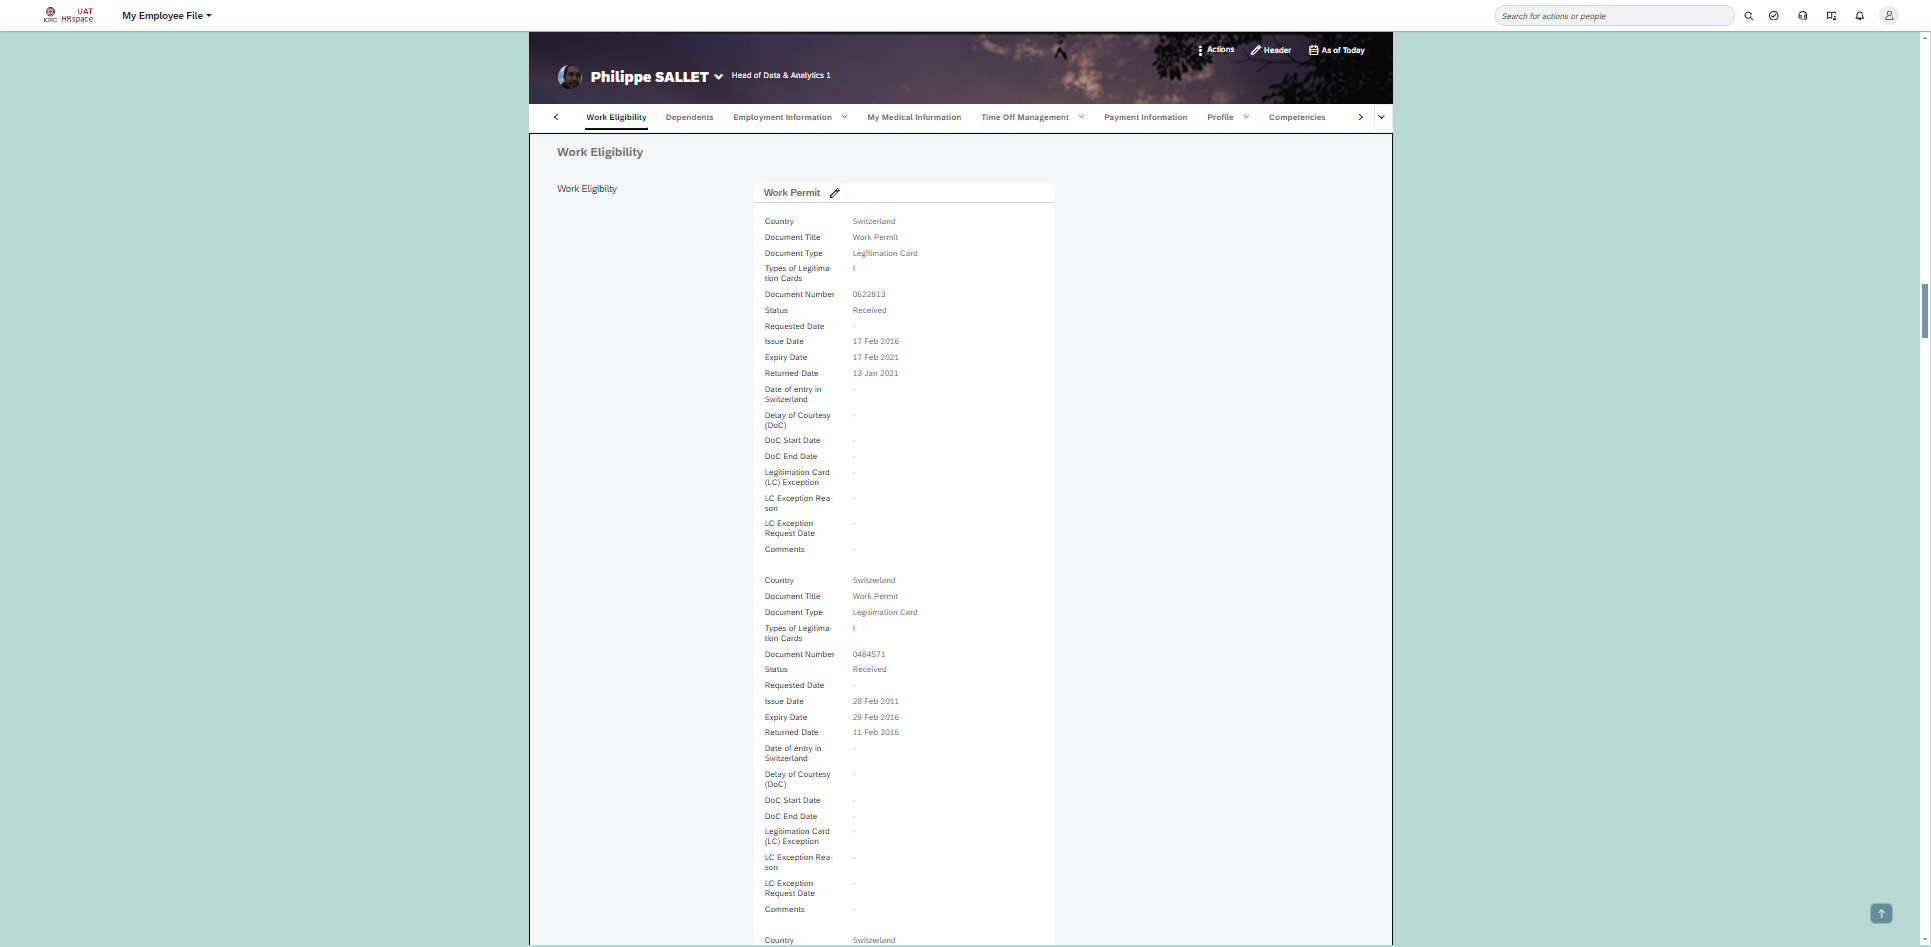 ICRC
UAT
HRspace
My Employee File
Search for actions or people
Actions
Header
As of Today
Philippe SALLET
Head of Data & Analytics 1
Work Eligibility
Dependents
Employment Information
My Medical Information
Time Off Management
Payment Information
Profile
Competencies
Work Eligibility
Work Eligibilty
Work Permit
Country Switzerland
Document Title Work Permit
Document Type Legitimation Card
Types of Legitima- I
tion Cards
Document Number 0622813
Status Received
Requested Date -
Issue Date 17 Feb 2016
Expiry Date 17 Feb 2021
Returned Date 13 Jan 2021
Date of entry in -
Switzerland
Delay of Courtesy -
(DoC)
DoC Start Date -
DoC End Date -
Legitimation Card -
(LC) Exception
LC Exception Rea- -
son
LC Exception -
Request Date
Comments -
Country Switzerland
Document Title Work Permit
Document Type Legitimation Card
Types of Legitima- I
tion Cards
Document Number 0484571
Status Received
Requested Date -
Issue Date 28 Feb 2011
Expiry Date 29 Feb 2016
Returned Date 11 Feb 2016
Date of entry in -
Switzerland
Delay of Courtesy -
(DoC)
DoC Start Date -
DoC End Date -
Legitimation Card -
(LC) Exception
LC Exception Rea- -
son
LC Exception -
Request Date
Comments -
Country Switzerland